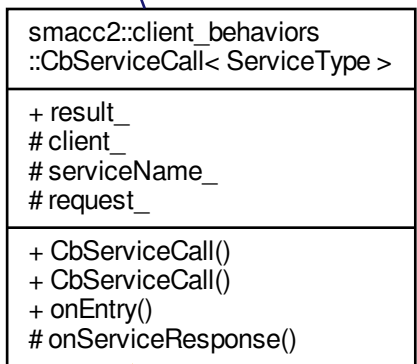 smacc2::client_behaviors
::CbServiceCall< ServiceType >
+ result_
# client_
# serviceName_
# request_
+ CbServiceCall()
+ CbServiceCall()
+ onEntry()
# onServiceResponse()